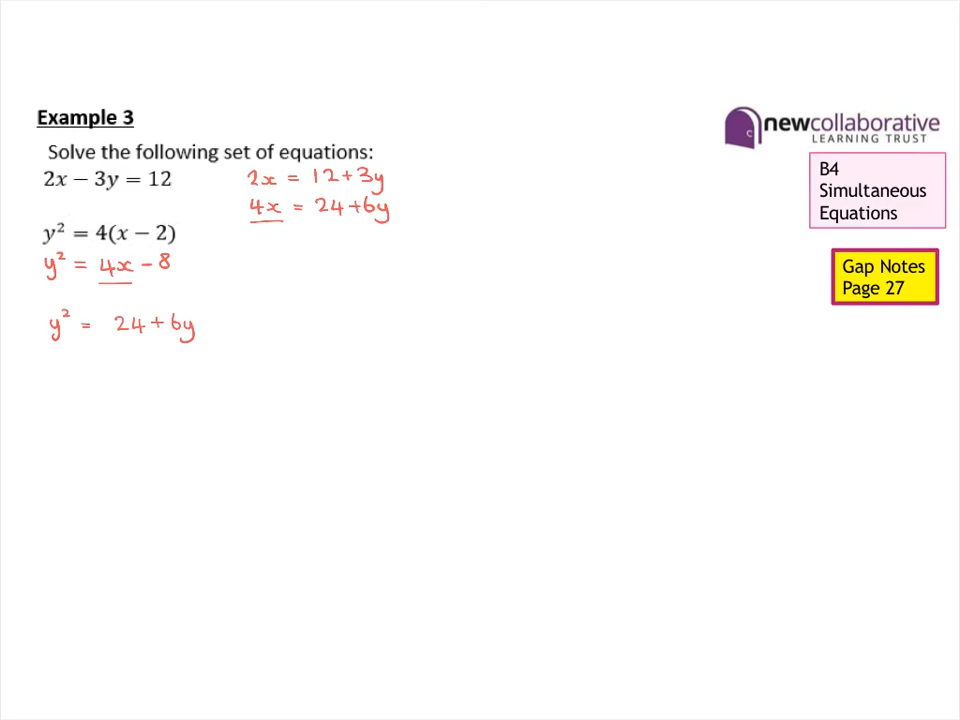 Example 3
Solve the following set of equations:
2x − 3y = 12
2x = 12 + 3y
4x = 24 + 6y
y² = 4(x − 2)
y² = 4x − 8
y² = 24 + 6y
newcollaborative
LEARNING TRUST
B4
Simultaneous
Equations
Gap Notes
Page 27